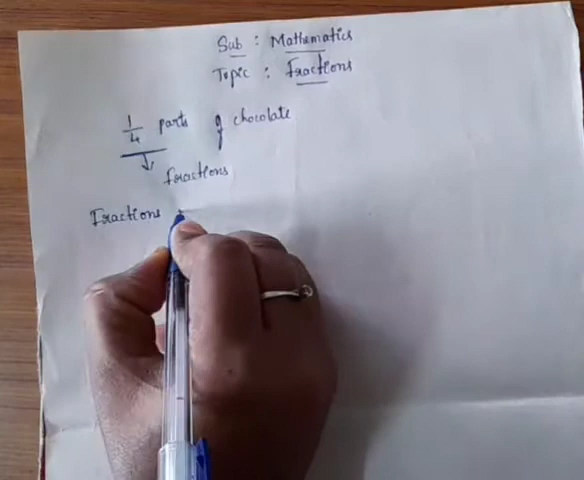 Sub : Mathematics
Topic : Fractions
1/4 parts of chocolate
Fractions
Fractions